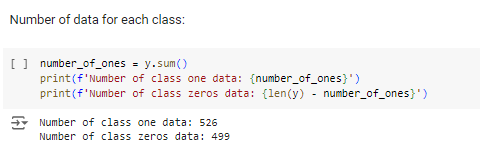 Number of data for each class:
[ ] number_of_ones = y.sum()
print(f'Number of class one data: {number_of_ones}')
print(f'Number of class zeros data: {len(y) - number_of_ones}')
Number of class one data: 526
Number of class zeros data: 499